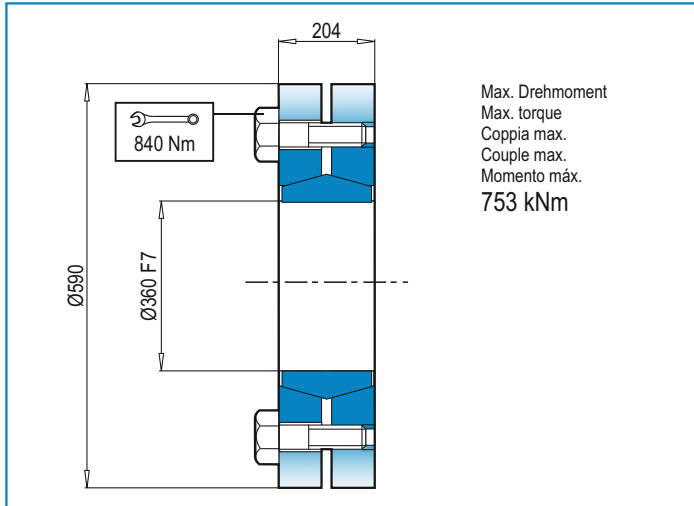 204
840 Nm
Ø590
Ø360 F7
Max. Drehmoment
Max. torque
Coppia max.
Couple max.
Momento máx.
753 kNm